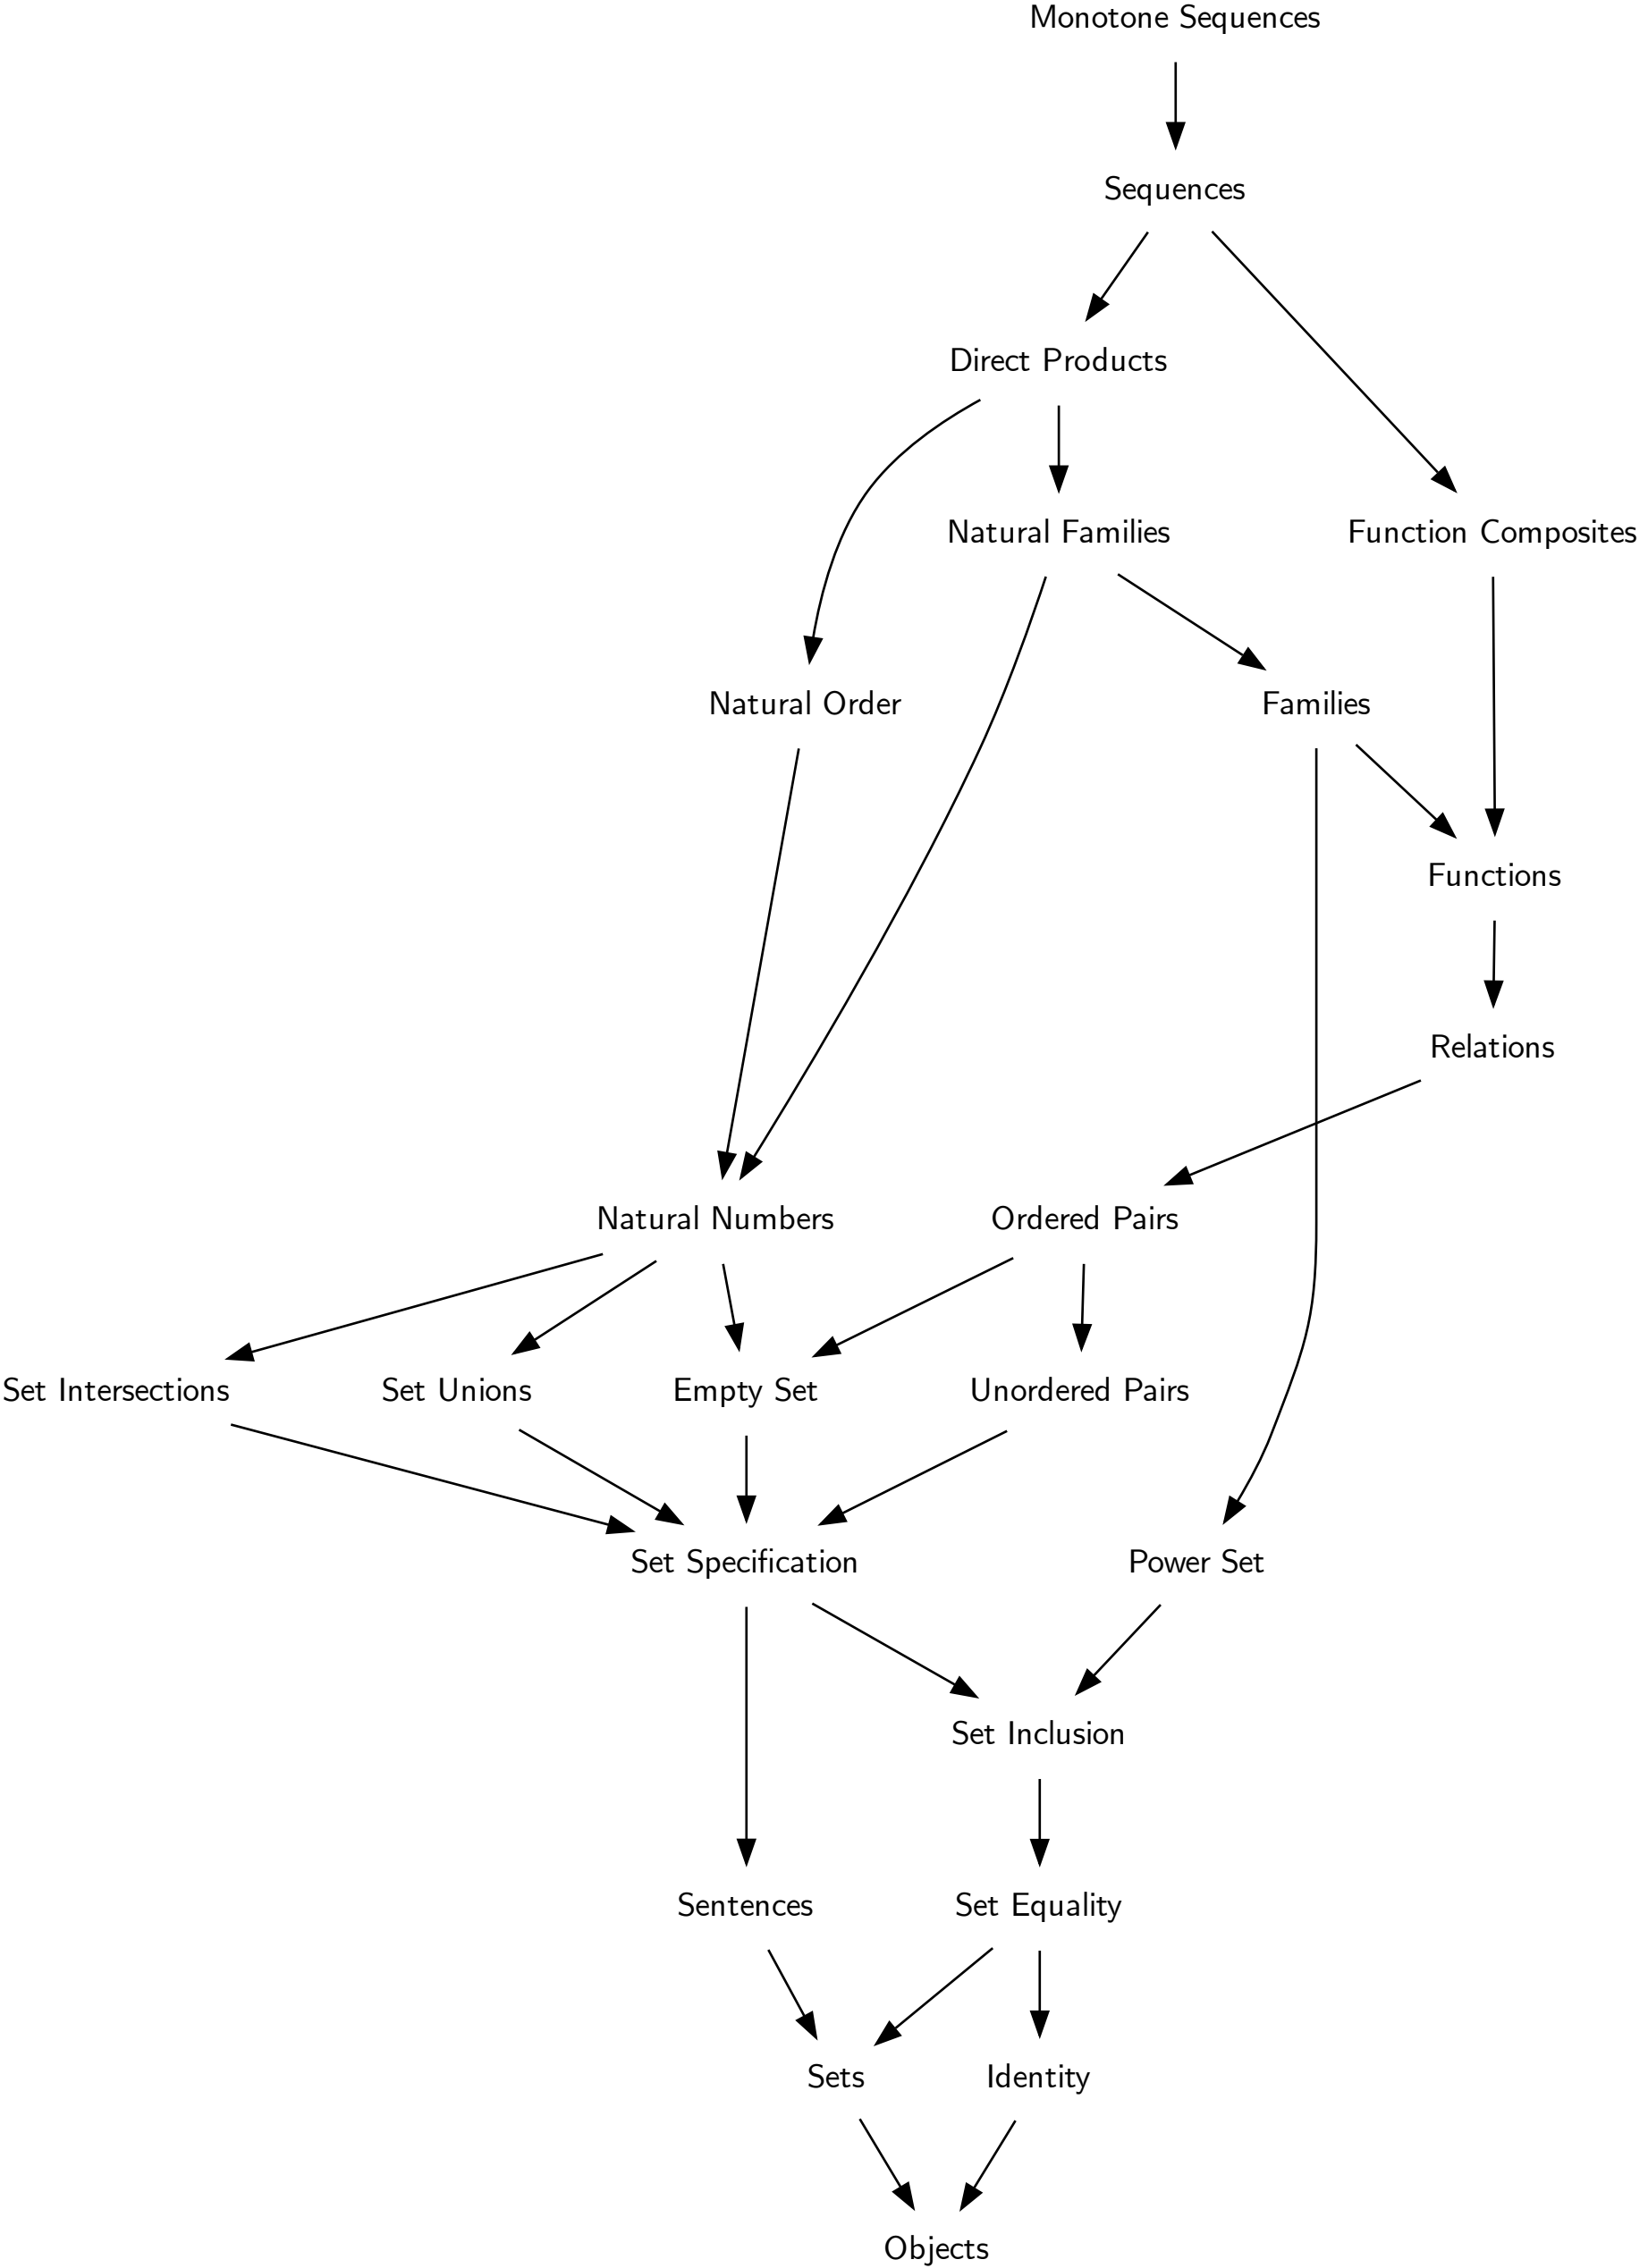 Monotone Sequences
Sequences
Direct Products
Natural Families
Function Composites
Natural Order
Families
Functions
Relations
Natural Numbers
Ordered Pairs
Set Intersections
Set Unions
Empty Set
Unordered Pairs
Set Specification
Power Set
Set Inclusion
Sentences
Set Equality
Sets
Identity
Objects